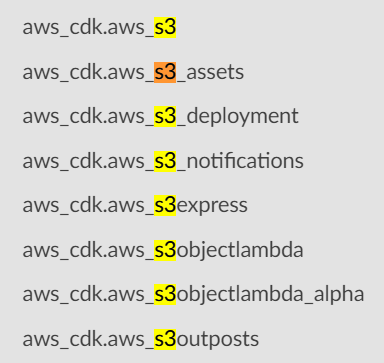 aws_cdk.aws_s3
aws_cdk.aws_s3_assets
aws_cdk.aws_s3_deployment
aws_cdk.aws_s3_notifications
aws_cdk.aws_s3express
aws_cdk.aws_s3objectlambda
aws_cdk.aws_s3objectlambda_alpha
aws_cdk.aws_s3outposts